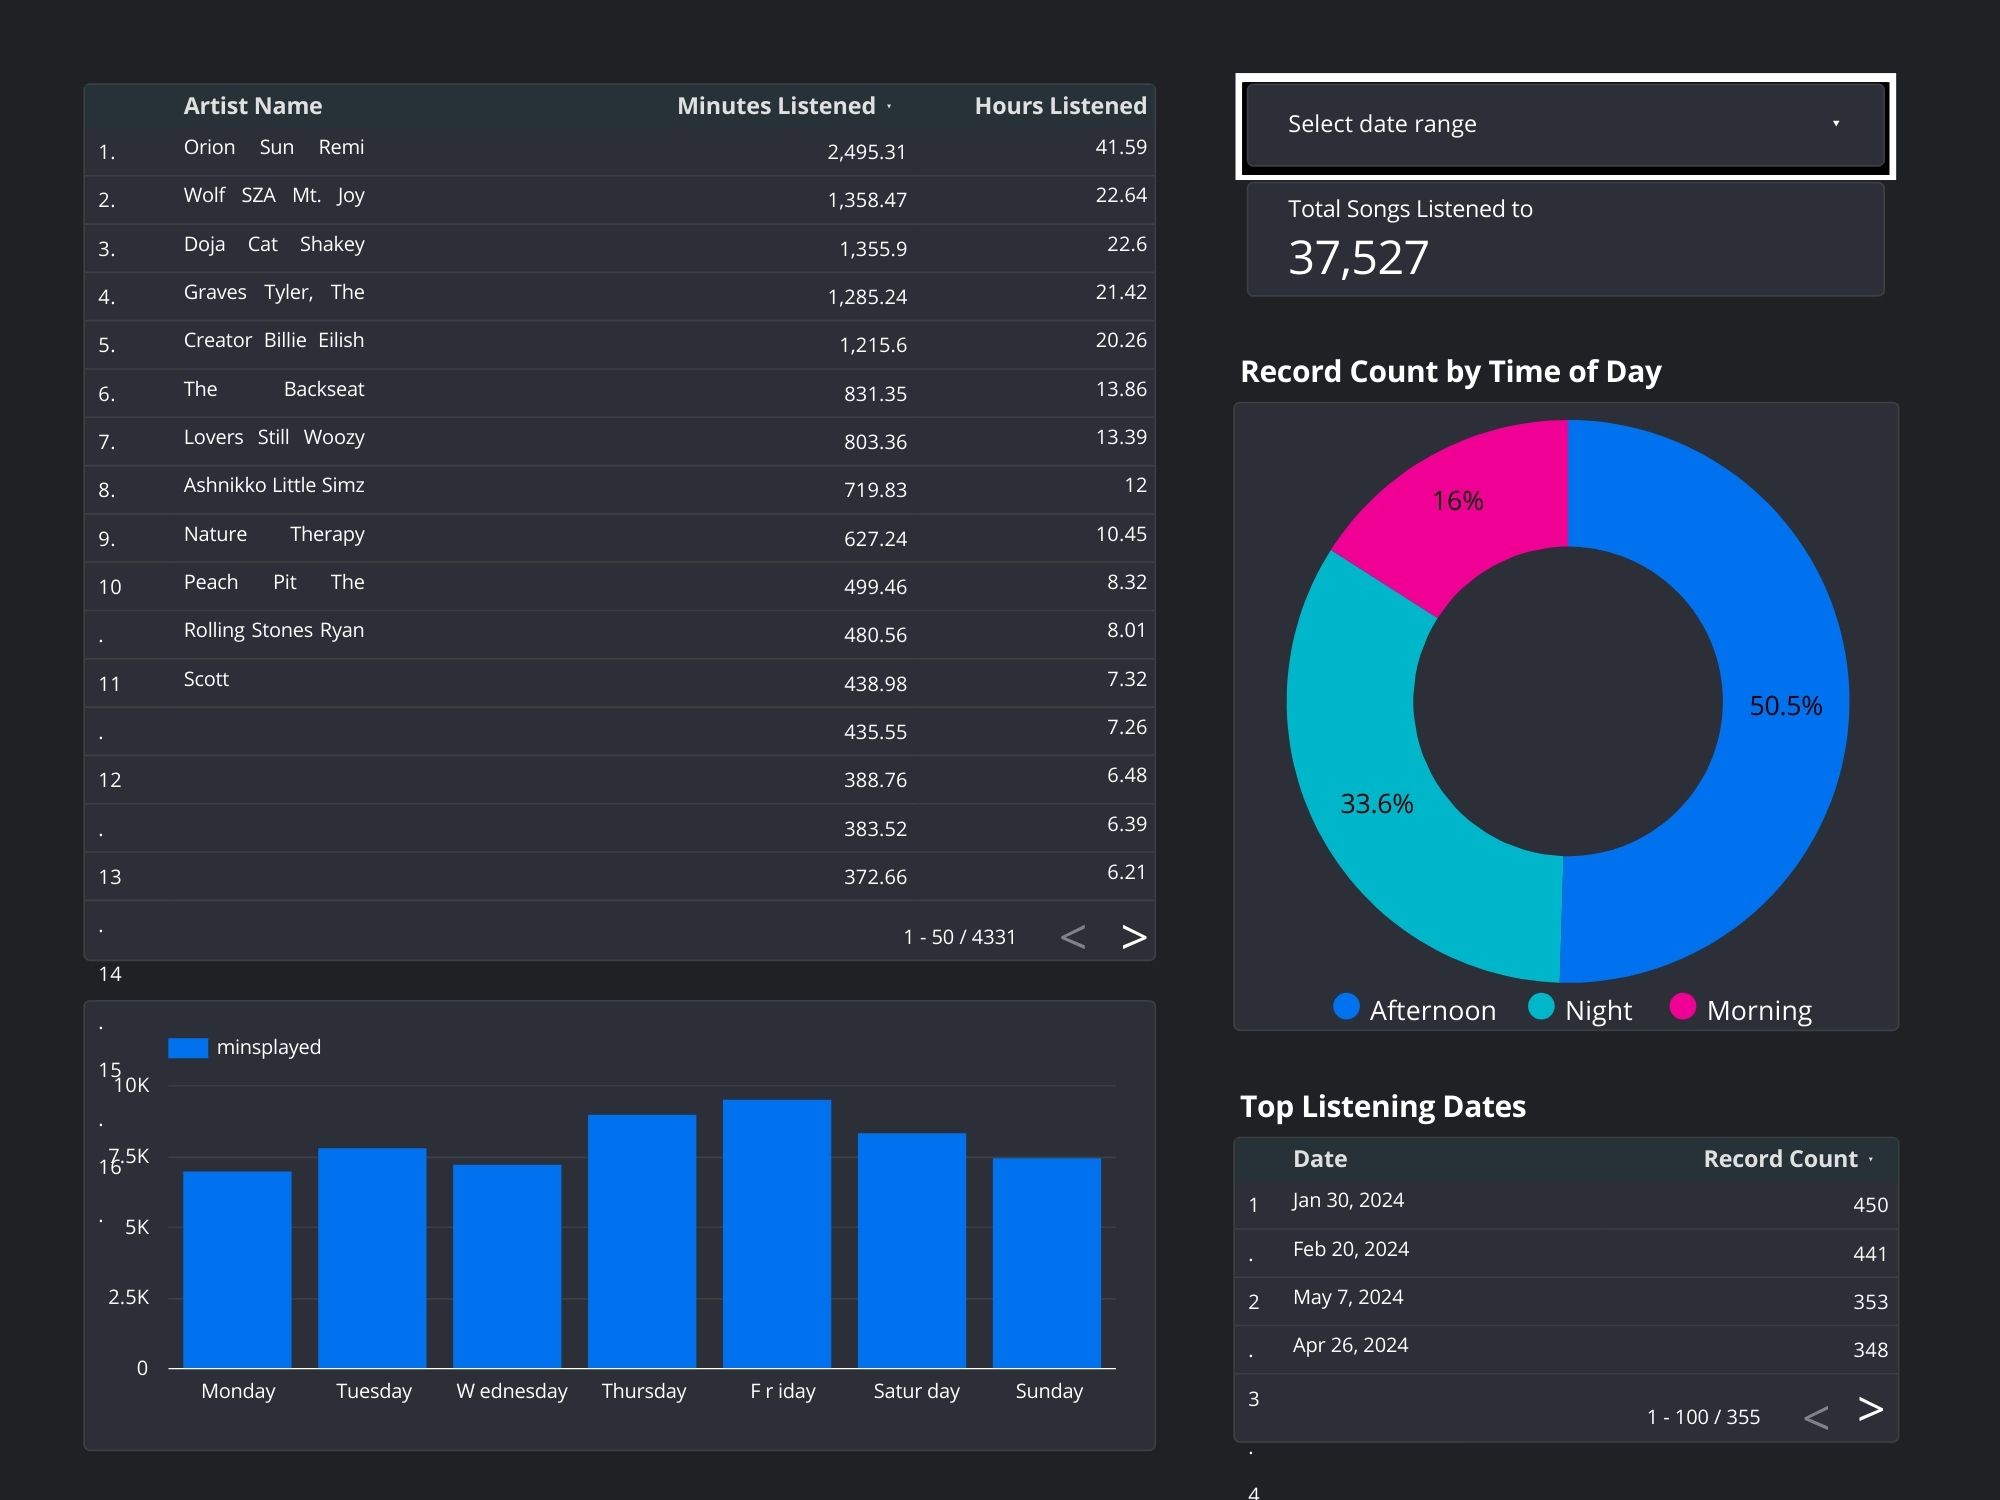 Artist Name Minutes Listened Hours Listened
1. Orion Sun Remi 2,495.31 41.59
2. Wolf SZA Mt. Joy 1,358.47 22.64
3. Doja Cat Shakey 1,355.9 22.6
4. Graves Tyler, The 1,285.24 21.42
5. Creator Billie Eilish 1,215.6 20.26
6. The Backseat 831.35 13.86
7. Lovers Still Woozy 803.36 13.39
8. Ashnikko Little Simz 719.83 12
9. Nature Therapy 627.24 10.45
10 Peach Pit The 499.46 8.32
. Rolling Stones Ryan 480.56 8.01
11 Scott 438.98 7.32
. 435.55 7.26
12 388.76 6.48
. 383.52 6.39
13 372.66 6.21
.
1 - 50 / 4331 < >
14
.
minsplayed
15
10K
.
7.5K
16
.
5K
2.5K
0
Monday Tuesday W ednesday Thursday F r iday Satur day Sunday
Select date range
Total Songs Listened to
37,527
Record Count by Time of Day
16%
50.5%
33.6%
Afternoon Night Morning
Top Listening Dates
Date Record Count
1 Jan 30, 2024 450
. Feb 20, 2024 441
2 May 7, 2024 353
. Apr 26, 2024 348
3
1 - 100 / 355 < >
.
4